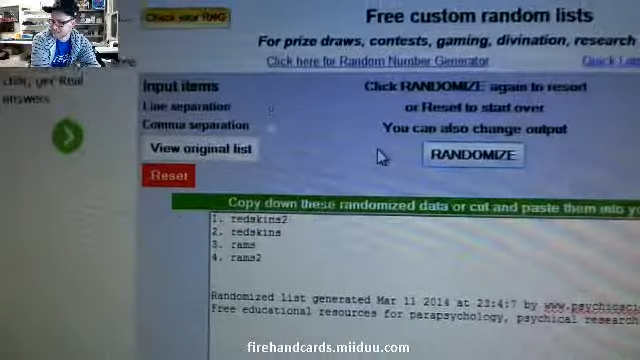 Check your RNG
Free custom random lists
For prize draws, contests, gaming, divination, research
Click here for Random Number Generator
Quick
Real
answers
Input items
Line separation
Comma separation
View original list
Reset
Click RANDOMIZE again to resort
or Reset to start over
You can also change output
RANDOMIZE
Copy down these randomized data or cut and paste them into
1. redskins2
2. redskins
3. rams
4. rams2
Randomized list generated Mar 11 2014 at 23:4:7 by
Free educational resources for parapsychology, psychical research
firehandcards.miiduu.com